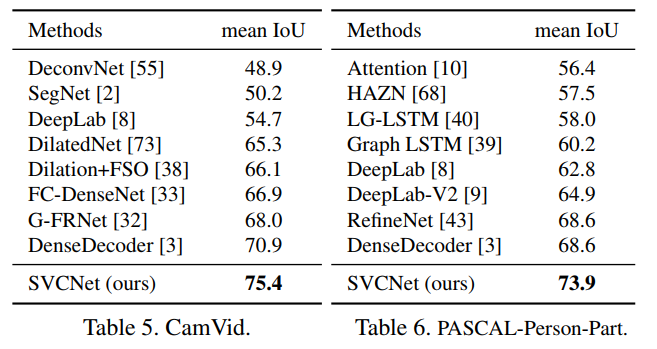 Methods mean IoU
DeconvNet [55] 48.9
SegNet [2] 50.2
DeepLab [8] 54.7
DilatedNet [73] 65.3
Dilation+FSO [38] 66.1
FC-DenseNet [33] 66.9
G-FRNet [32] 68.0
DenseDecoder [3] 70.9
SVCNet (ours) 75.4
Table 5. CamVid.
Methods mean IoU
Attention [10] 56.4
HAZN [68] 57.5
LG-LSTM [40] 58.0
Graph LSTM [39] 60.2
DeepLab [8] 62.8
DeepLab-V2 [9] 64.9
RefineNet [43] 68.6
DenseDecoder [3] 68.6
SVCNet (ours) 73.9
Table 6. PASCAL-Person-Part.